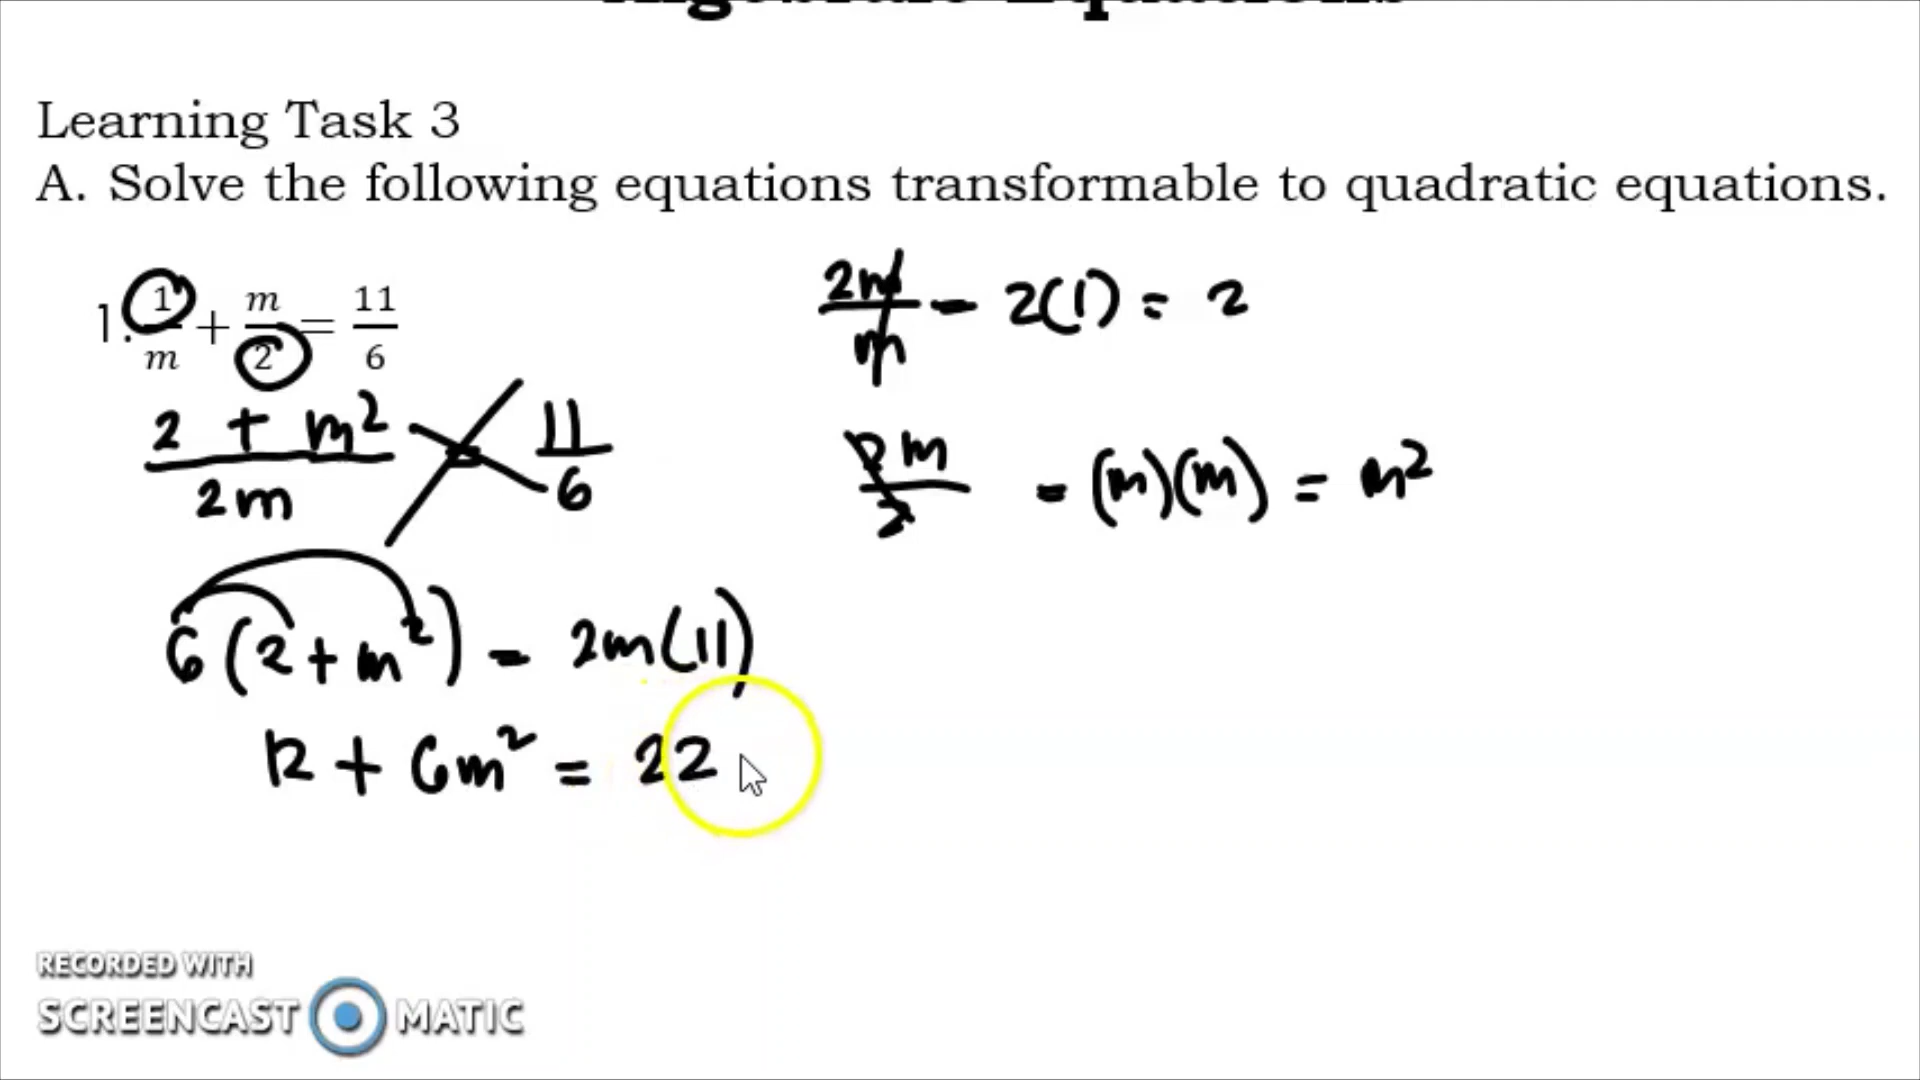 Algebraic Equations
Learning Task 3
A. Solve the following equations transformable to quadratic equations.
1. 1/m + m/2 = 11/6
2 + m² / 2m = 11/6
6(2+m²) = 2m(11)
12 + 6m² = 22
2m/m = 2(1) = 2
2m/2 = (m)(m) = m²
RECORDED WITH
SCREENCAST MATIC